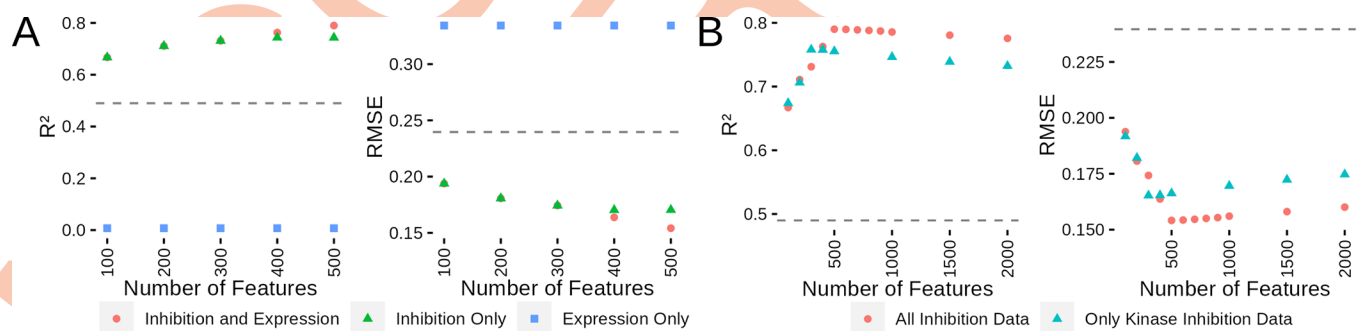 A
R²
0.8
0.6
0.4
0.2
0.0
100
200
300
400
500
Number of Features
RMSE
0.30
0.25
0.20
0.15
100
200
300
400
500
Number of Features
Inhibition and Expression
Inhibition Only
Expression Only
B
R²
0.8
0.7
0.6
0.5
500
1000
1500
2000
Number of Features
RMSE
0.225
0.200
0.175
0.150
500
1000
1500
2000
Number of Features
All Inhibition Data
Only Kinase Inhibition Data